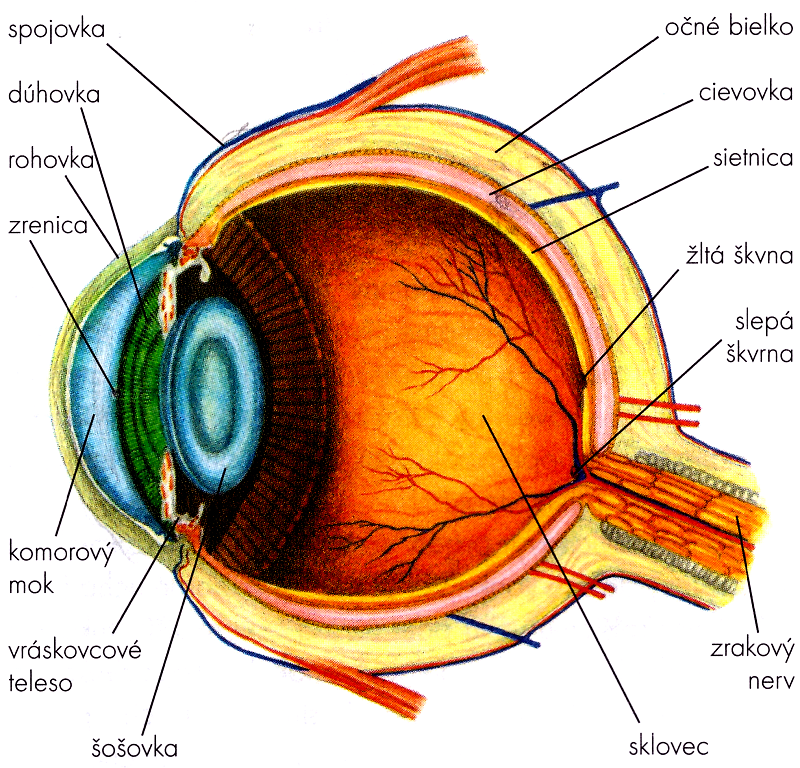 spojovka
dúhovka
rohovka
zrenica
komorový
mok
vráskovcové
teleso
šošovka
očné bielko
cievovka
sietnica
žltá škvna
slepá
škvrna
zrakový
nerv
sklovec